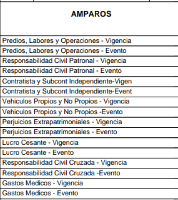 AMPAROS
Predios, Labores y Operaciones - Vigencia
Predios, Labores y Operaciones - Evento
Responsabilidad Civil Patronal - Vigencia
Responsabilidad Civil Patronal - Evento
Contratista y Subcont Independiente-Vigen
Contratista y Subcont Independiente-Event
Vehiculos Propios y No Propios - Vigencia
Vehiculos Propios y No Propios -Evento
Perjuicios Extrapatrimoniales - Vigencia
Perjuicios Extrapatrimoniales - Evento
Lucro Cesante - Vigencia
Lucro Cesante - Evento
Responsabilidad Civil Cruzada - Vigencia
Responsabilidad Civil Cruzada -Evento
Gastos Medicos - Vigencia
Gastos Medicos - Evento